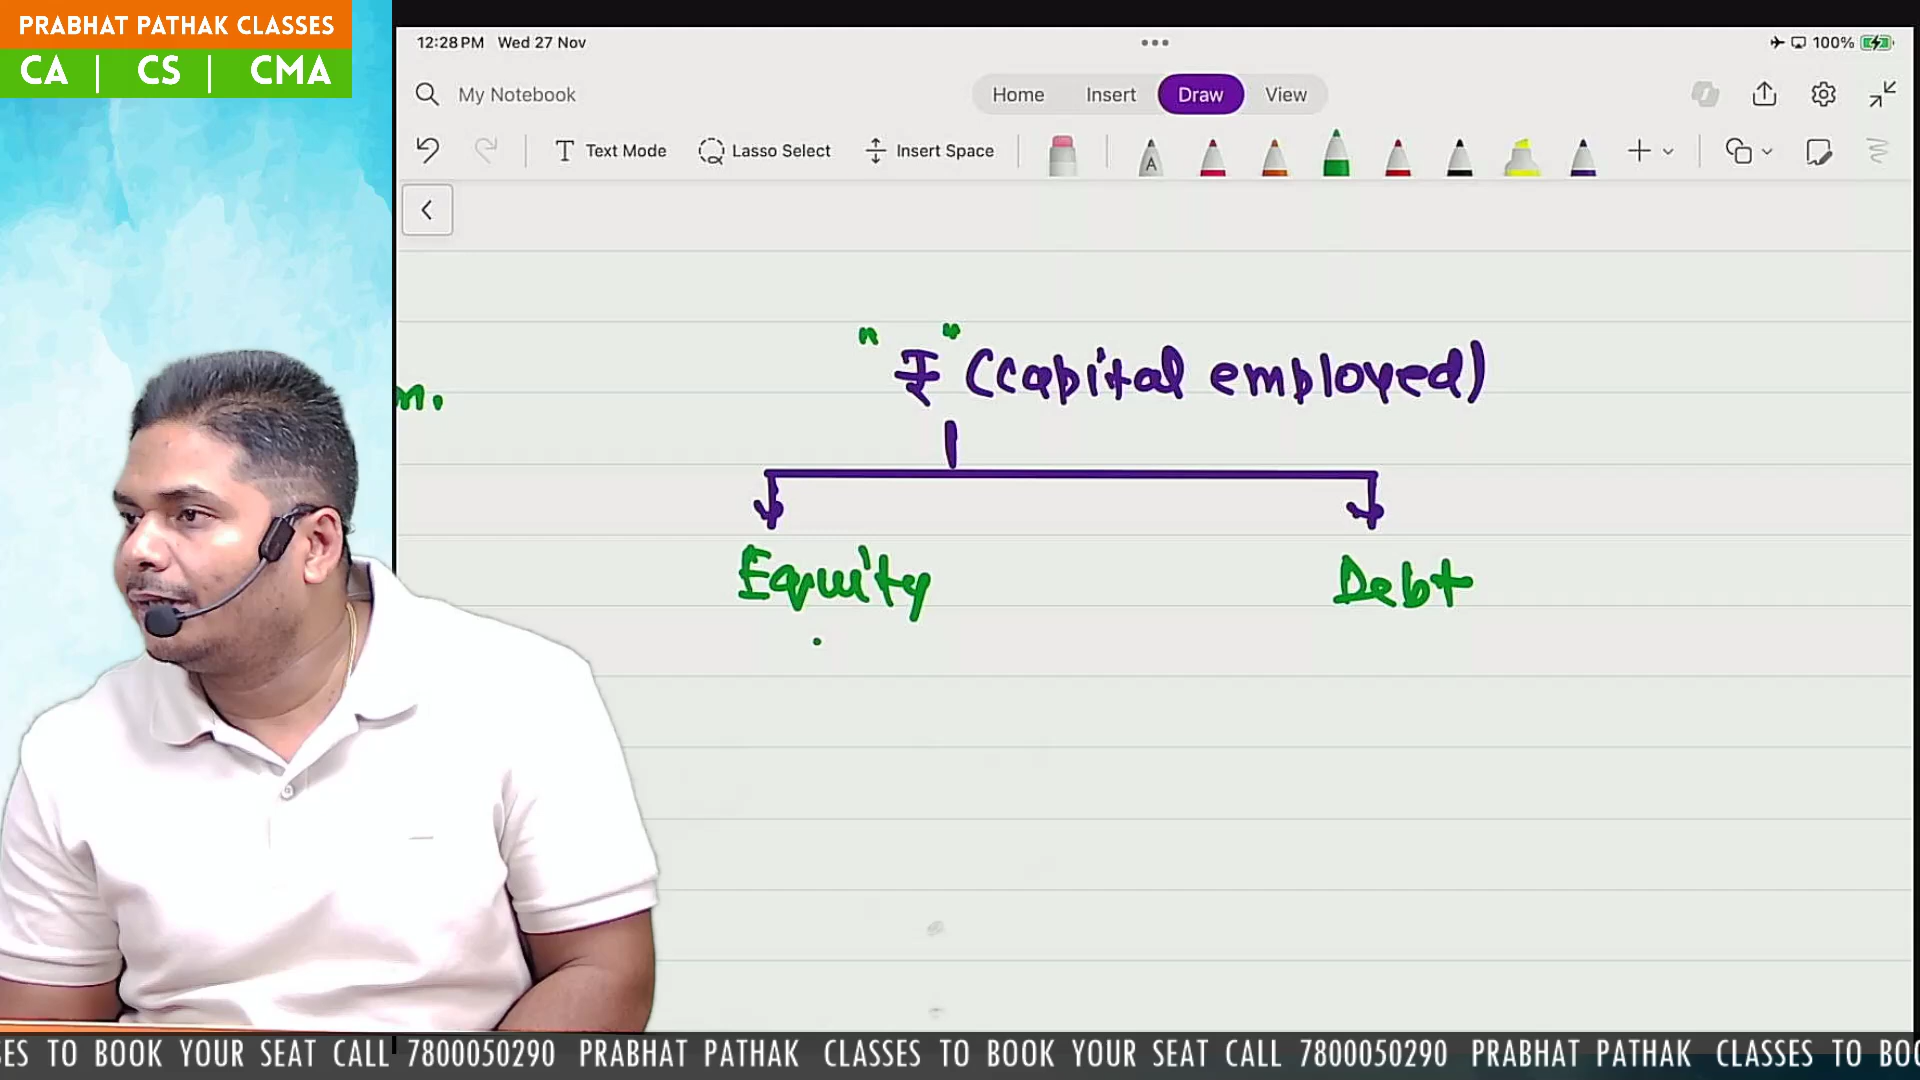 PRABHAT PATHAK CLASSES
CA | CS | CMA
12:28 PM Wed 27 Nov
100%
My Notebook
Home Insert Draw View
Text Mode Lasso Select Insert Space
A
" ₹ " (Capital employed)
n.
Equity Debt
SES TO BOOK YOUR SEAT CALL 7800050290 PRABHAT PATHAK CLASSES TO BOOK YOUR SEAT CALL 7800050290 PRABHAT PATHAK CLASSES TO BOO